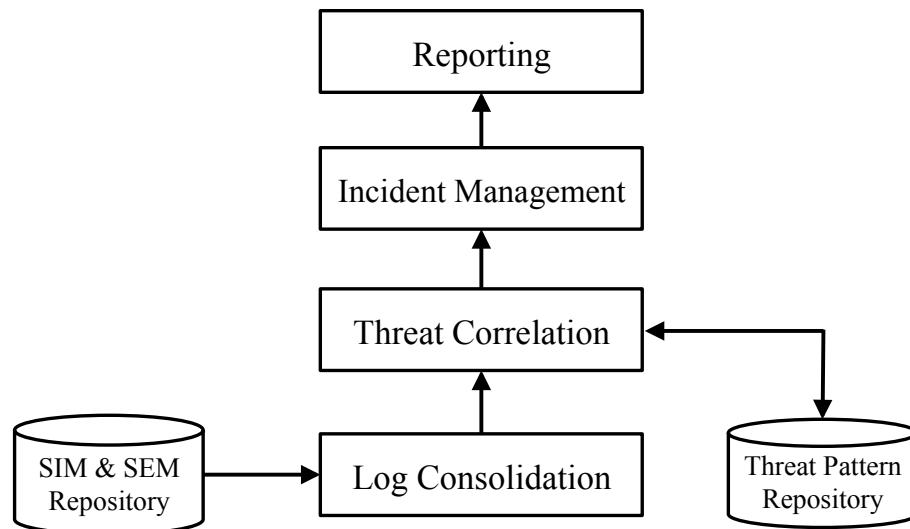 Reporting
Incident Management
Threat Correlation
SIM & SEM
Repository
Log Consolidation
Threat Pattern
Repository